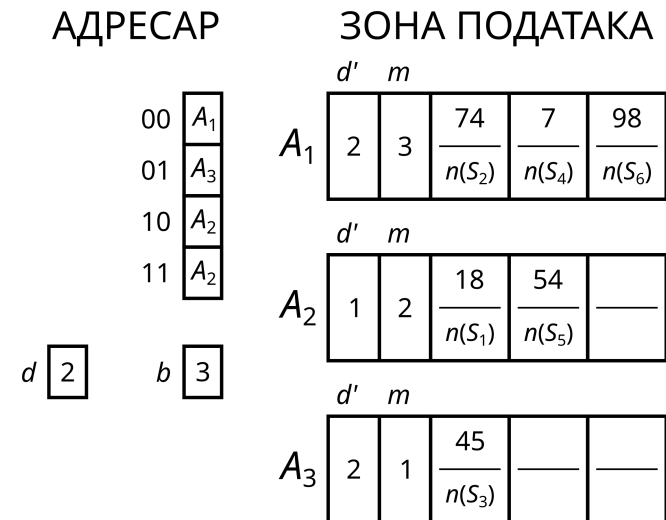 АДРЕСАР
00 A1
01 A3
10 A2
11 A2
d 2
b 3
ЗОНА ПОДАТАКА
d' m
A1 2 3 74 7 98
n(S2) n(S4) n(S6)
d' m
A2 1 2 18 54
n(S1) n(S5)
d' m
A3 2 1 45
n(S3)